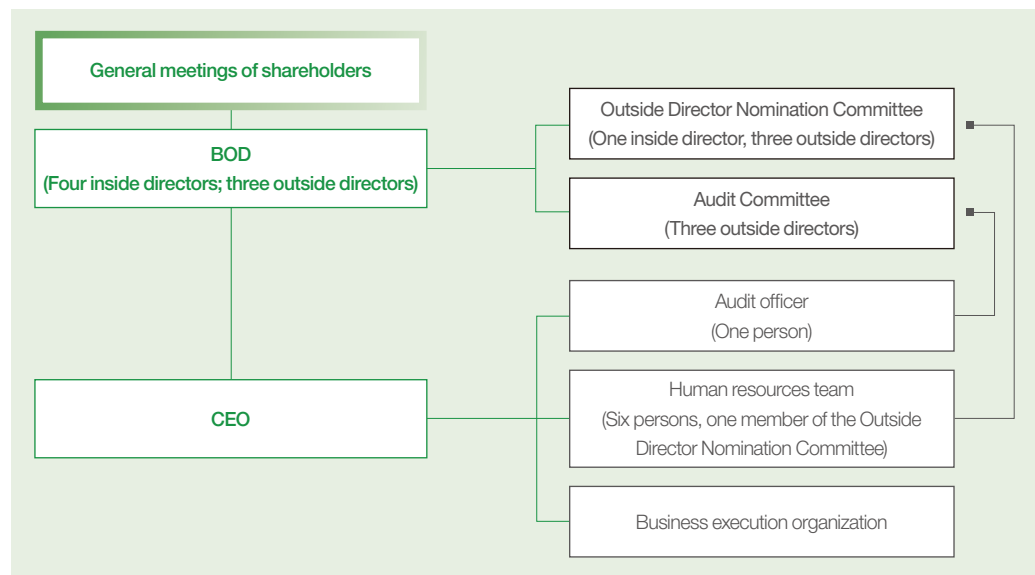 General meetings of shareholders
BOD
(Four inside directors; three outside directors)
Outside Director Nomination Committee
(One inside director, three outside directors)
Audit Committee
(Three outside directors)
Audit officer
(One person)
CEO
Human resources team
(Six persons, one member of the Outside
Director Nomination Committee)
Business execution organization